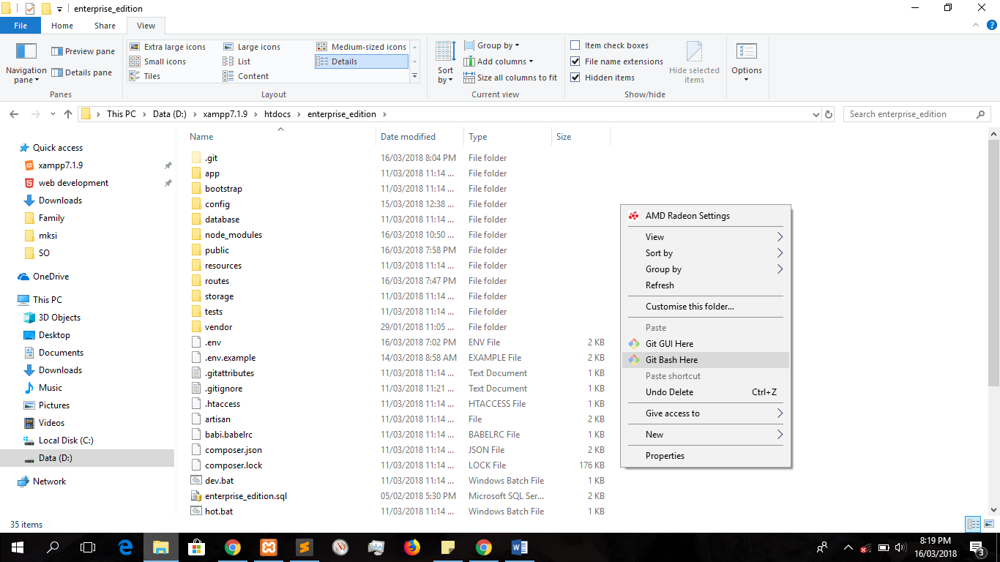 enterprise_edition
File Home Share View
Navigation pane
Preview pane
Details pane
Panes
Extra large icons Large icons Medium-sized icons
Small icons List Details
Tiles Content
Layout
Sort by
Group by
Add columns
Size all columns to fit
Current view
Item check boxes
File name extensions
Hidden items
Hide selected items
Show/hide
Options
This PC Data (D:) xampp7.1.9 htdocs enterprise_edition
Search enterprise_edition
Quick access
xampp7.1.9
web development
Downloads
Family
mksi
SO
OneDrive
This PC
3D Objects
Desktop
Documents
Downloads
Music
Pictures
Videos
Local Disk (C:)
Data (D:)
Network
Name Date modified Type Size
.git 16/03/2018 8:04 PM File folder
app 11/03/2018 11:14 ... File folder
bootstrap 11/03/2018 11:14 ... File folder
config 15/03/2018 12:38 ... File folder
database 11/03/2018 11:14 ... File folder
node_modules 16/03/2018 10:50 ... File folder
public 16/03/2018 7:58 PM File folder
resources 11/03/2018 11:14 ... File folder
routes 16/03/2018 7:47 PM File folder
storage 11/03/2018 11:14 ... File folder
tests 11/03/2018 11:14 ... File folder
vendor 29/01/2018 11:05 ... File folder
.env 16/03/2018 7:02 PM ENV File 2 KB
.env.example 14/03/2018 8:58 AM EXAMPLE File 2 KB
.gitattributes 11/03/2018 11:14 ... Text Document 1 KB
.gitignore 11/03/2018 11:21 ... Text Document 1 KB
.htaccess 11/03/2018 11:14 ... HTACCESS File 1 KB
artisan 11/03/2018 11:14 ... File 2 KB
babi.babelrc 11/03/2018 11:14 ... BABELRC File 1 KB
composer.json 11/03/2018 11:14 ... JSON File 2 KB
composer.lock 11/03/2018 11:14 ... LOCK File 176 KB
dev.bat 11/03/2018 11:14 ... Windows Batch File 1 KB
enterprise_edition.sql 05/02/2018 5:30 PM Microsoft SQL Ser... 2 KB
hot.bat 11/03/2018 11:14 ... Windows Batch File 1 KB
AMD Radeon Settings
View
Sort by
Group by
Refresh
Customise this folder...
Paste
Git GUI Here
Git Bash Here
Paste shortcut
Undo Delete Ctrl+Z
Give access to
New
Properties
35 items
8:19 PM
16/03/2018
3